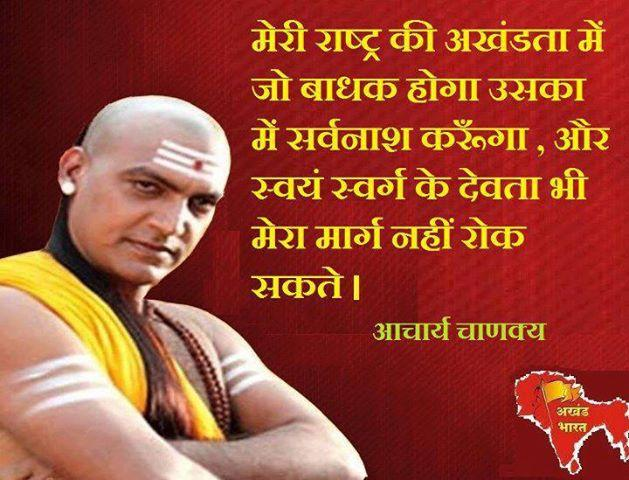 मेरी राष्ट्र की अखंडता में
जो बाधक होगा उसका
में सर्वनाश करूँगा , और
स्वयं स्वर्ग के देवता भी
मेरा मार्ग नहीं रोक
सकते ।
आचार्य चाणक्य
अखंड
भारत